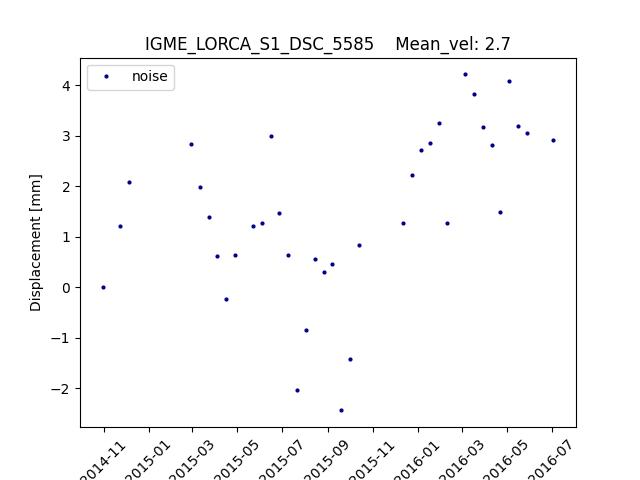 IGME_LORCA_S1_DSC_5585    Mean_vel: 2.7
noise
Displacement [mm]
4
3
2
1
0
−1
−2
2014-11 2015-01 2015-03 2015-05 2015-07 2015-09 2015-11 2016-01 2016-03 2016-05 2016-07